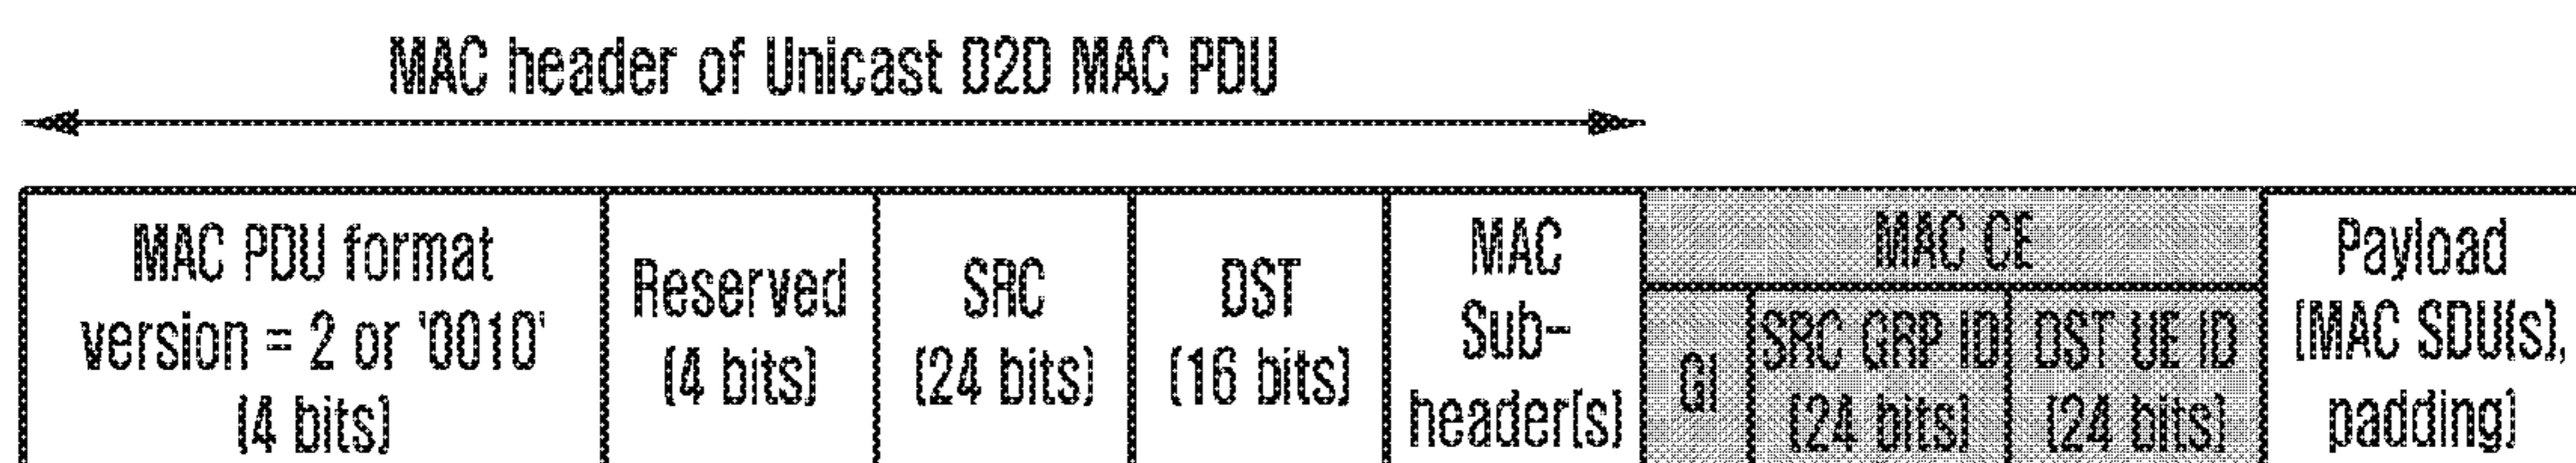 MAC header of Unicast D2D MAC PDU
MAC PDU format
version = 2 or '0010'
(4 bits)
Reserved
(4 bits)
SRC
(24 bits)
DST
(16 bits)
MAC
Sub-
header(s)
MAC CE
GI
SRC GRP ID
(24 bits)
DST UE ID
(24 bits)
Payload
(MAC SDU(s),
padding)